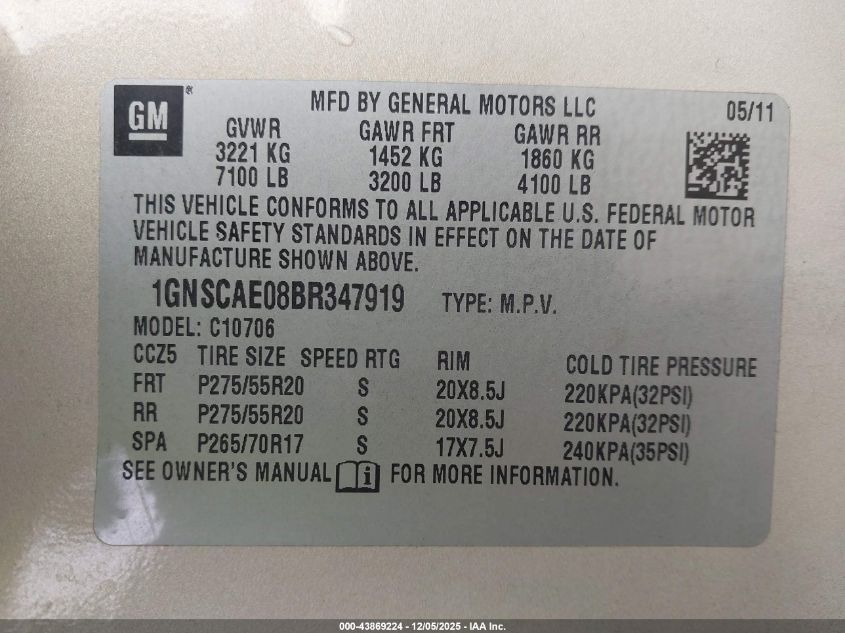 GM ®
MFD BY GENERAL MOTORS LLC
05/11
GVWR GAWR FRT GAWR RR
3221 KG 1452 KG 1860 KG
7100 LB 3200 LB 4100 LB
THIS VEHICLE CONFORMS TO ALL APPLICABLE U.S. FEDERAL MOTOR
VEHICLE SAFETY STANDARDS IN EFFECT ON THE DATE OF
MANUFACTURE SHOWN ABOVE.
1GNSCAE08BR347919 TYPE: M.P.V.
MODEL: C10706
CCZ5 TIRE SIZE SPEED RTG RIM COLD TIRE PRESSURE
FRT P275/55R20 S 20X8.5J 220KPA(32PSI)
RR P275/55R20 S 20X8.5J 220KPA(32PSI)
SPA P265/70R17 S 17X7.5J 240KPA(35PSI)
SEE OWNER'S MANUAL i FOR MORE INFORMATION.
000-43869224 - 12/05/2025 - IAA Inc.